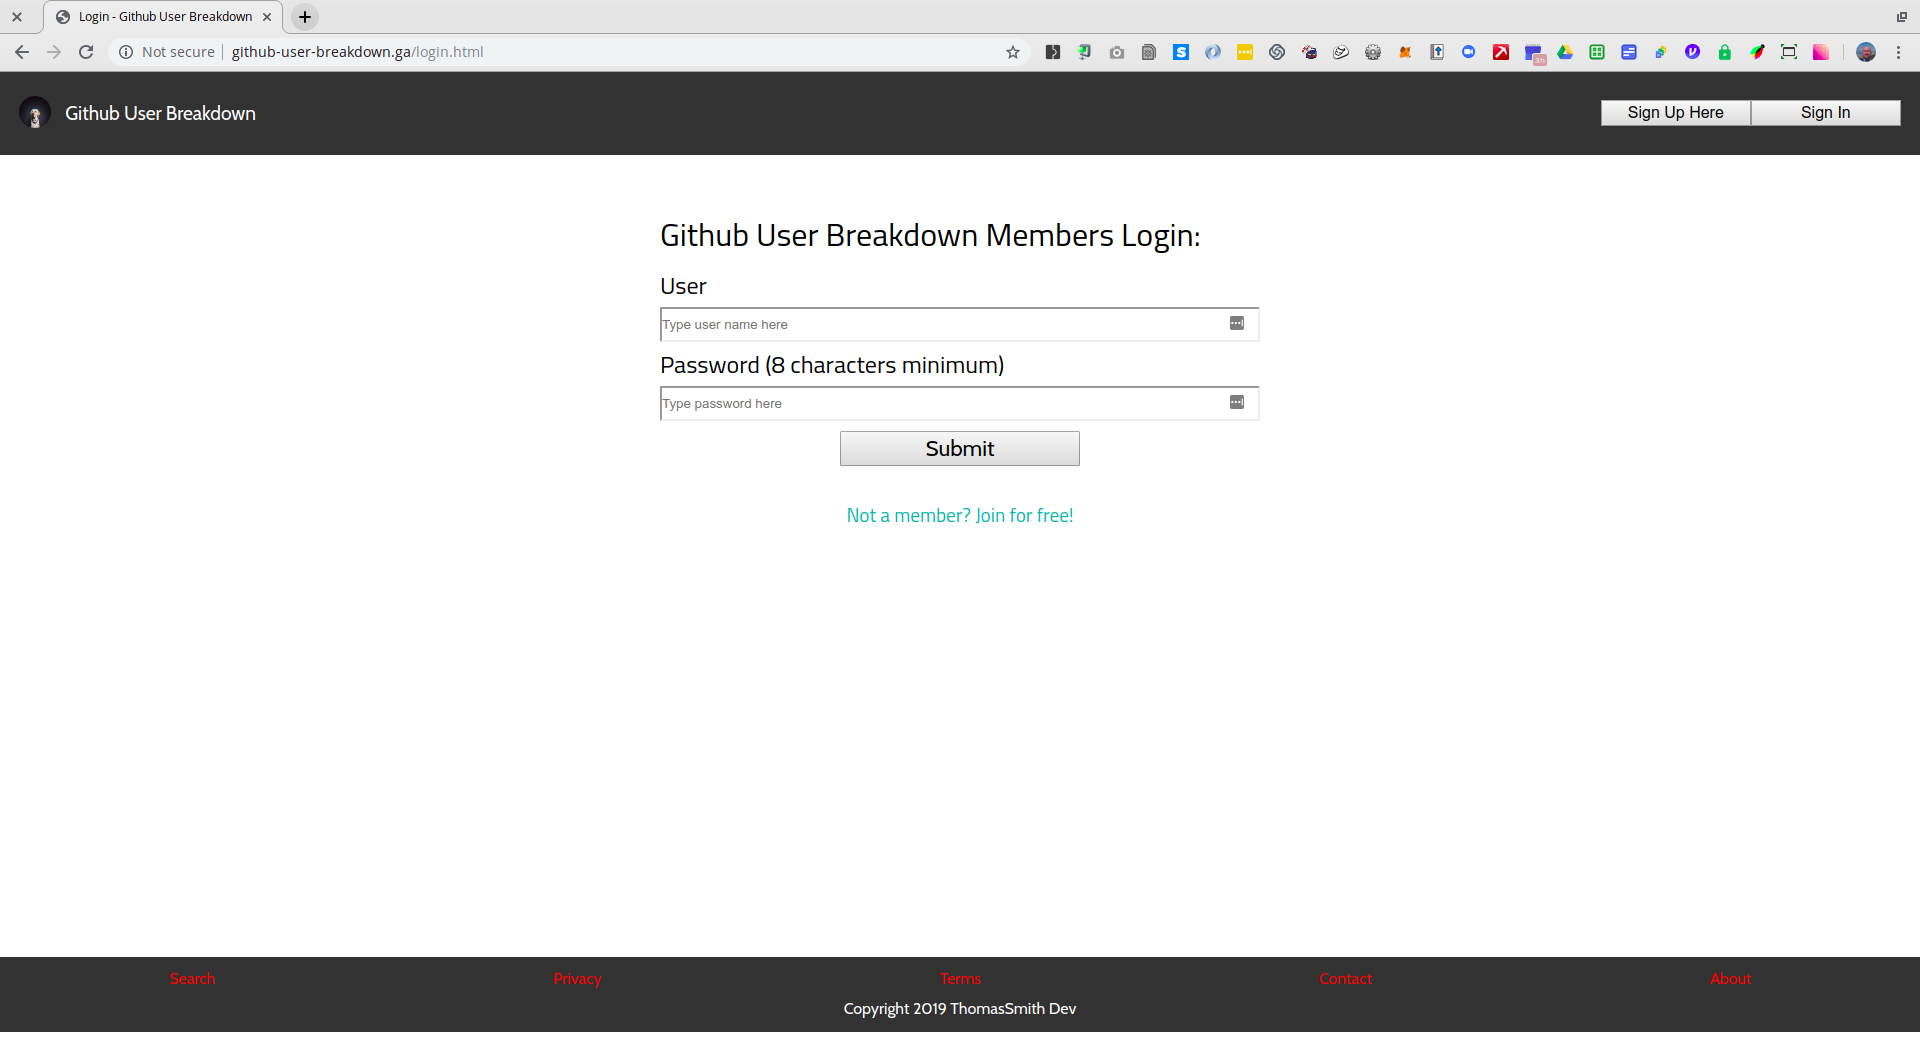 Login - Github User Breakdown
Not secure github-user-breakdown.ga/login.html
Github User Breakdown
Sign Up Here
Sign In
Github User Breakdown Members Login:
User
Type user name here
Password (8 characters minimum)
Type password here
Submit
Not a member? Join for free!
Search
Privacy
Terms
Contact
About
Copyright 2019 ThomasSmith Dev